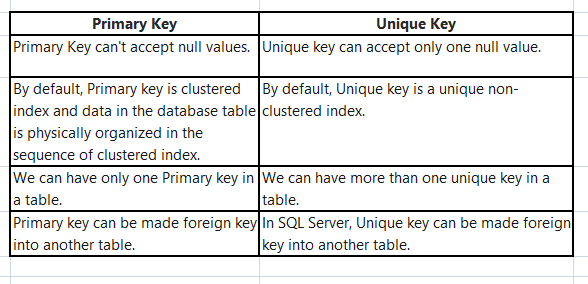 Primary Key
Unique Key
Primary Key can't accept null values.
Unique key can accept only one null value.
By default, Primary key is clustered
index and data in the database table
is physically organized in the
sequence of clustered index.
By default, Unique key is a unique non-
clustered index.
We can have only one Primary key in
a table.
We can have more than one unique key in a
table.
Primary key can be made foreign key
into another table.
In SQL Server, Unique key can be made foreign
key into another table.